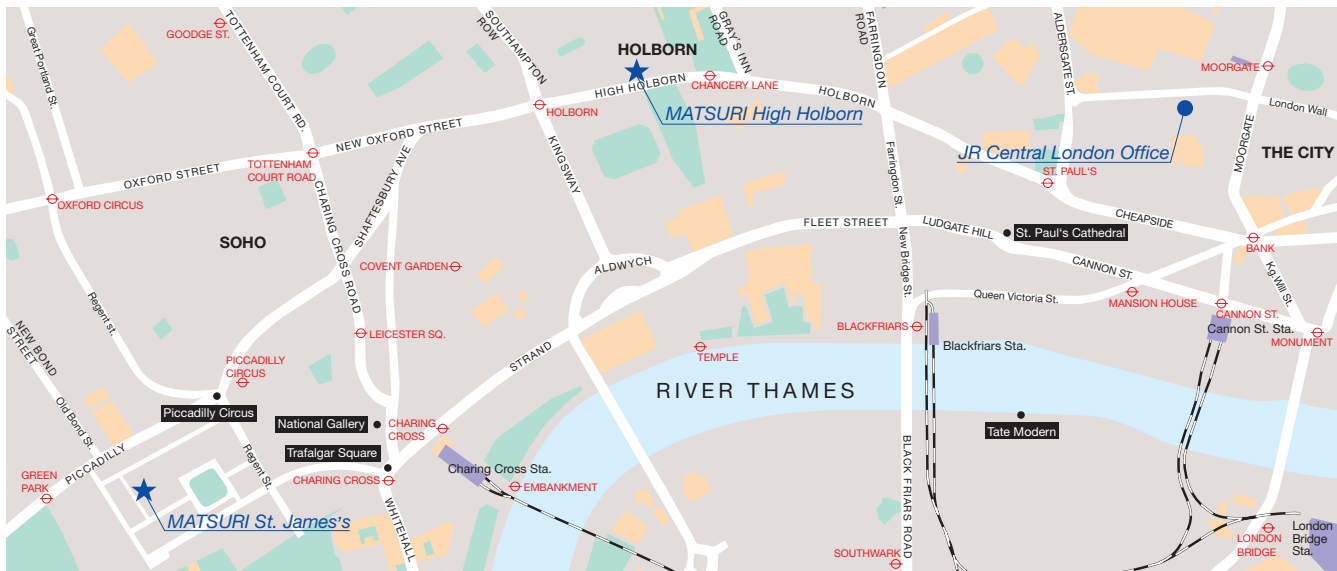 GOODGE ST.
TOTTENHAM COURT RD.
Great Portland St.
SOUTHAMPTON
ROW
HOLBORN
GRAY'S INN
ROAD
FARRINGDON
ROAD
ALDERSGATE ST.
MOORGATE
London Wall
MOORGATE
HIGH HOLBORN
CHANCERY LANE
HOLBORN
HOLBORN
MATSURI High Holborn
JR Central London Office
THE CITY
NEW OXFORD STREET
TOTTENHAM
COURT ROAD
OXFORD STREET
OXFORD CIRCUS
SHAFTESBURY AVE
KINGSWAY
Farringdon St.
ST. PAUL'S
CHEAPSIDE
BANK
SOHO
CHARING CROSS ROAD
COVENT GARDEN
ALDWYCH
FLEET STREET
LUDGATE HILL
St. Paul's Cathedral
CANNON ST.
New Bridge St.
Queen Victoria St.
MANSION HOUSE
Kg. Will St.
CANNON ST.
Cannon St. Sta.
MONUMENT
Regent st.
NEW BOND
STREET
LEICESTER SQ.
STRAND
TEMPLE
BLACKFRIARS
Blackfriars Sta.
PICCADILLY
CIRCUS
Piccadilly Circus
RIVER THAMES
Old Bond St.
National Gallery
CHARING
CROSS
Trafalgar Square
Tate Modern
PICCADILLY
Regent St.
GREEN
PARK
CHARING CROSS
Charing Cross Sta.
EMBANKMENT
MATSURI St. James's
WHITEHALL
BLACK FRIARS ROAD
SOUTHWARK
LONDON
BRIDGE
London
Bridge
Sta.